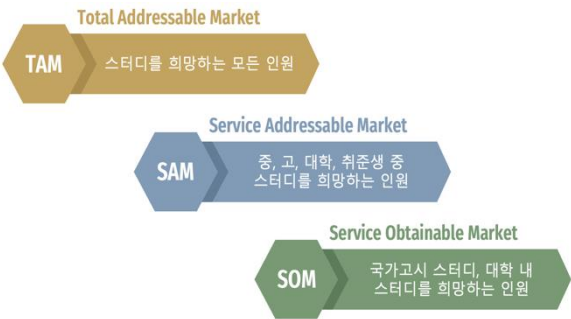 Total Addressable Market
TAM
스터디를 희망하는 모든 인원
Service Addressable Market
SAM
중, 고, 대학, 취준생 중
스터디를 희망하는 인원
Service Obtainable Market
SOM
국가고시 스터디, 대학 내
스터디를 희망하는 인원